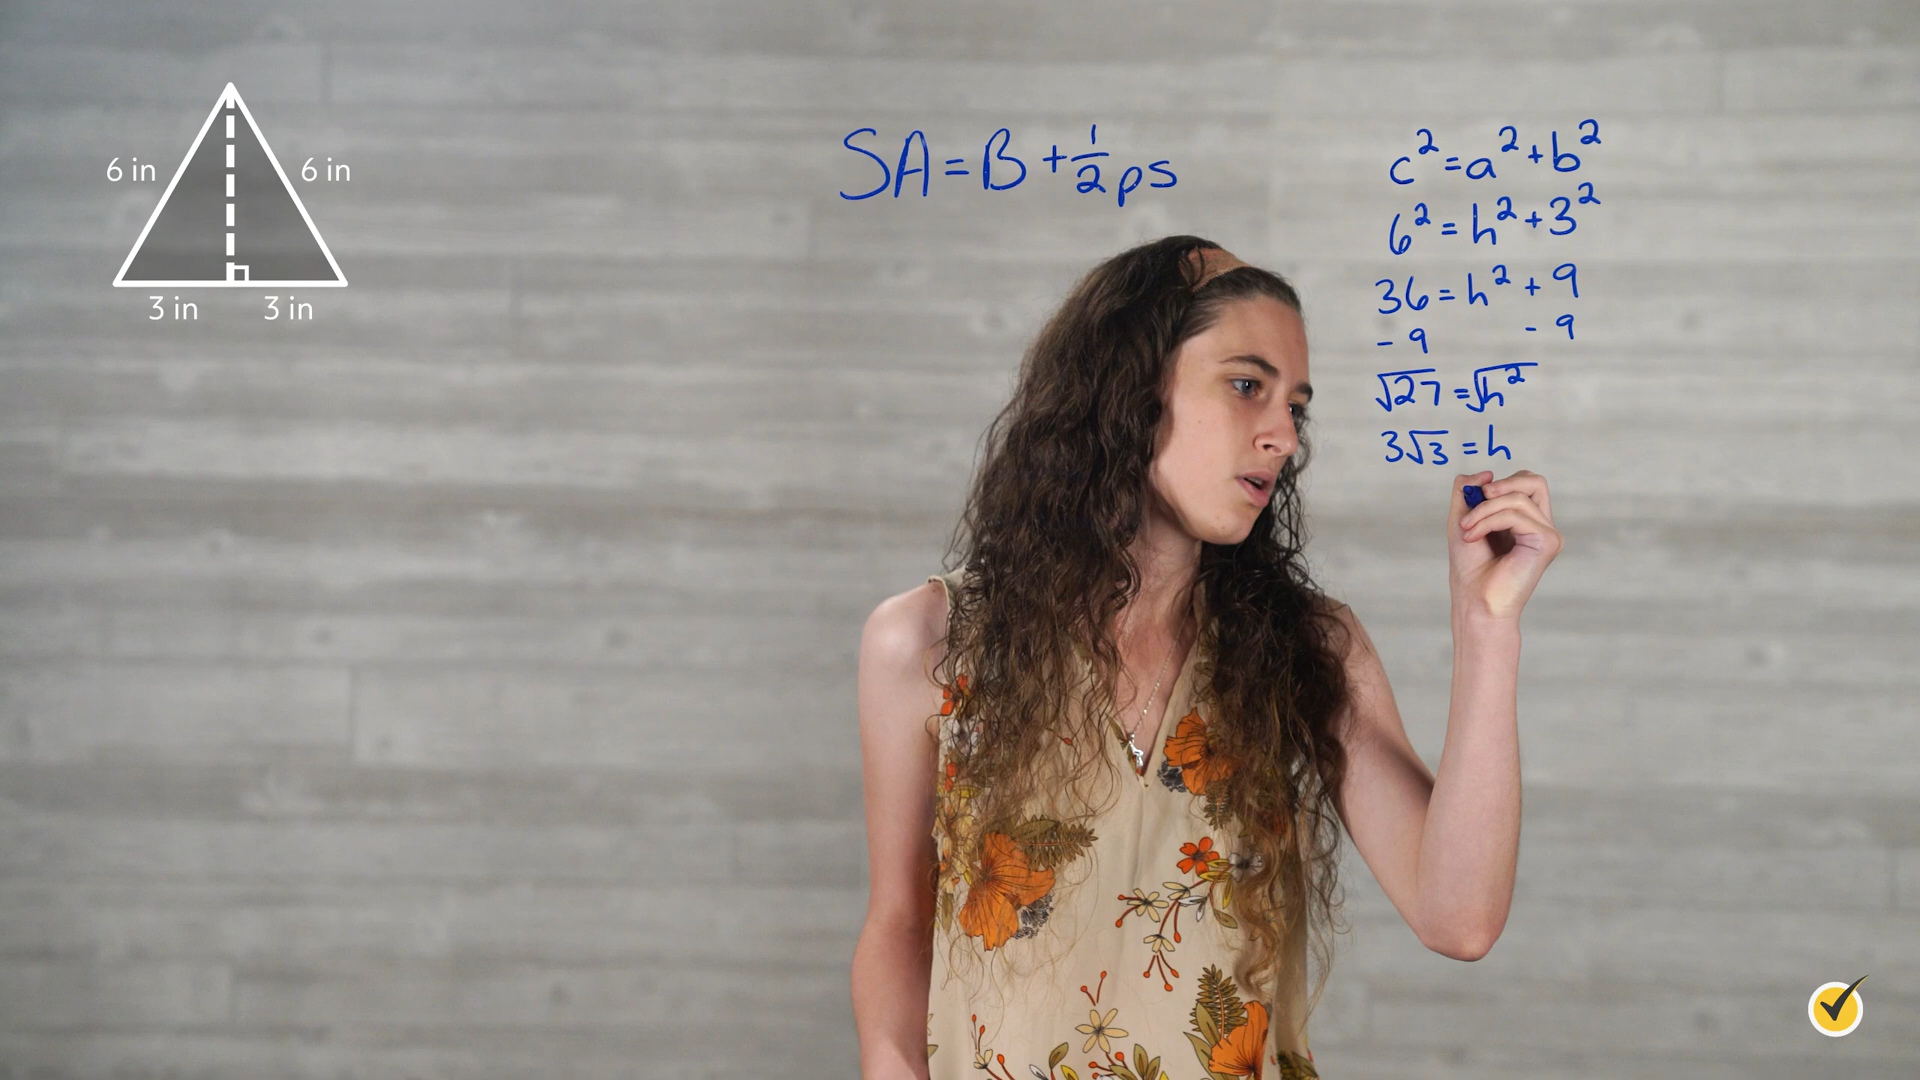 6 in 6 in
3 in 3 in
SA = B + 1/2 ps
c² = a² + b²
6² = h² + 3²
36 = h² + 9
- 9 - 9
√27 = √h²
3√3 = h